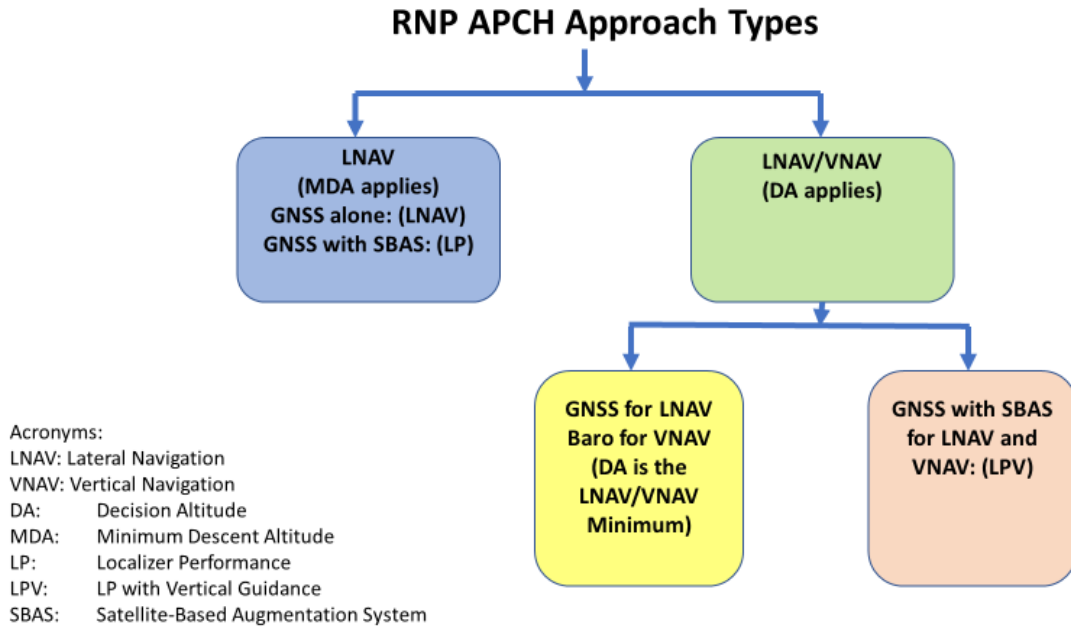 RNP APCH Approach Types
LNAV
(MDA applies)
GNSS alone: (LNAV)
GNSS with SBAS: (LP)
LNAV/VNAV
(DA applies)
GNSS for LNAV
Baro for VNAV
(DA is the
LNAV/VNAV
Minimum)
GNSS with SBAS
for LNAV and
VNAV: (LPV)
Acronyms:
LNAV: Lateral Navigation
VNAV: Vertical Navigation
DA: Decision Altitude
MDA: Minimum Descent Altitude
LP: Localizer Performance
LPV: LP with Vertical Guidance
SBAS: Satellite-Based Augmentation System